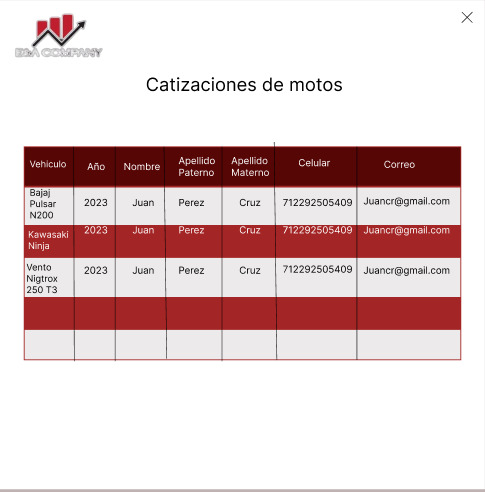 B&A COMPANY
Catizaciones de motos
Vehiculo Año Nombre Apellido Paterno Apellido Materno Celular Correo
Bajaj Pulsar N200 2023 Juan Perez Cruz 712292505409 Juancr@gmail.com
Kawasaki Ninja 2023 Juan Perez Cruz 712292505409 Juancr@gmail.com
Vento Nigtrox 250 T3 2023 Juan Perez Cruz 712292505409 Juancr@gmail.com